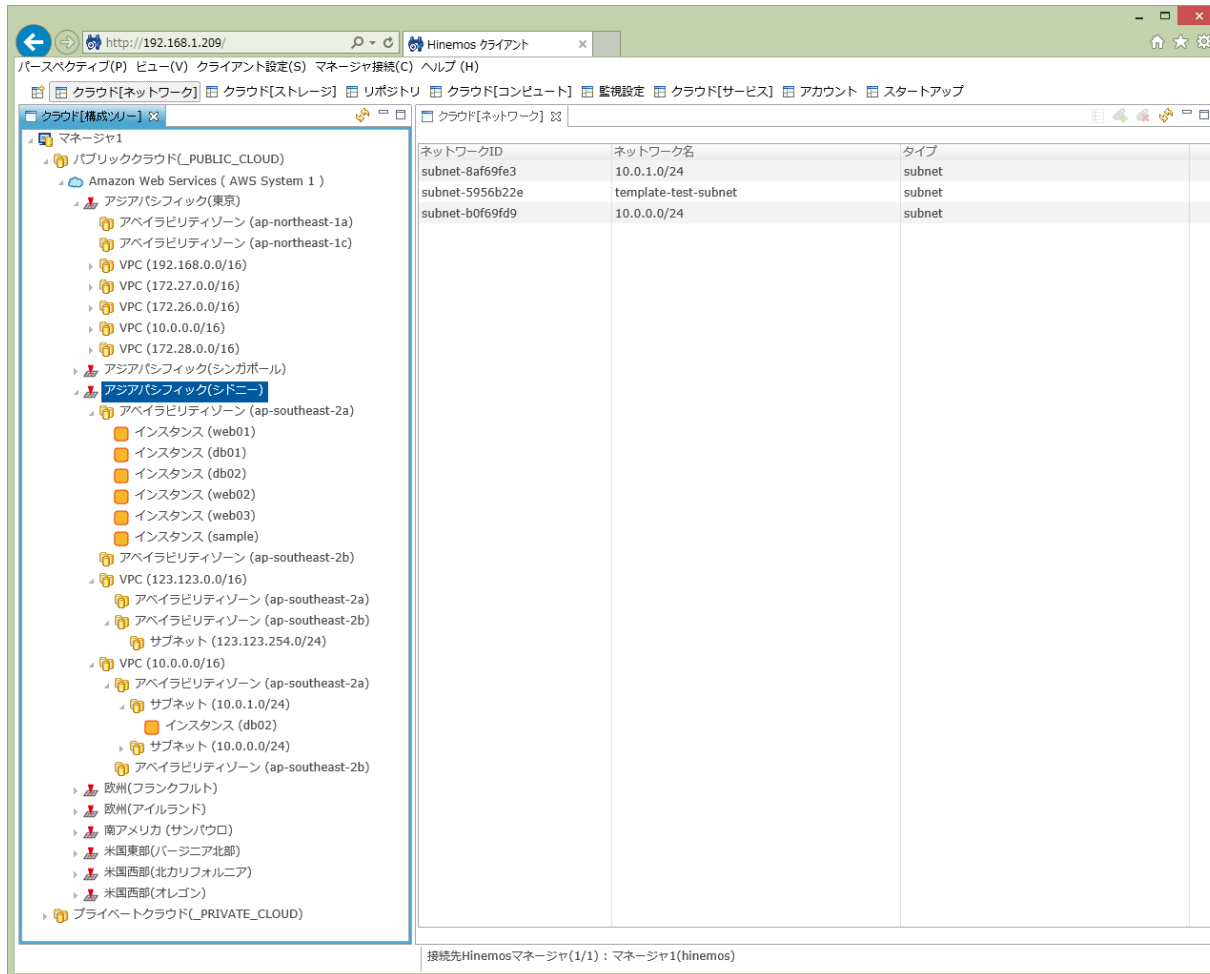 http://192.168.1.209/
Hinemos クライアント
パースペクティブ(P) ビュー(V) クライアント設定(S) マネージャ接続(C) ヘルプ (H)
クラウド[ネットワーク] クラウド[ストレージ] リポジトリ クラウド[コンピュート] 監視設定 クラウド[サービス] アカウント スタートアップ
クラウド[構成ツリー]
マネージャ1
パブリッククラウド(_PUBLIC_CLOUD)
Amazon Web Services ( AWS System 1 )
アジアパシフィック(東京)
アベイラビリティゾーン (ap-northeast-1a)
アベイラビリティゾーン (ap-northeast-1c)
VPC (192.168.0.0/16)
VPC (172.27.0.0/16)
VPC (172.26.0.0/16)
VPC (10.0.0.0/16)
VPC (172.28.0.0/16)
アジアパシフィック(シンガポール)
アジアパシフィック(シドニー)
アベイラビリティゾーン (ap-southeast-2a)
インスタンス (web01)
インスタンス (db01)
インスタンス (db02)
インスタンス (web02)
インスタンス (web03)
インスタンス (sample)
アベイラビリティゾーン (ap-southeast-2b)
VPC (123.123.0.0/16)
アベイラビリティゾーン (ap-southeast-2a)
アベイラビリティゾーン (ap-southeast-2b)
サブネット (123.123.254.0/24)
VPC (10.0.0.0/16)
アベイラビリティゾーン (ap-southeast-2a)
サブネット (10.0.1.0/24)
インスタンス (db02)
サブネット (10.0.0.0/24)
アベイラビリティゾーン (ap-southeast-2b)
欧州(フランクフルト)
欧州(アイルランド)
南アメリカ (サンパウロ)
米国東部(バージニア北部)
米国西部(北カリフォルニア)
米国西部(オレゴン)
プライベートクラウド(_PRIVATE_CLOUD)
クラウド[ネットワーク]
ネットワークID ネットワーク名 タイプ
subnet-8af69fe3 10.0.1.0/24 subnet
subnet-5956b22e template-test-subnet subnet
subnet-b0f69fd9 10.0.0.0/24 subnet
接続先Hinemosマネージャ(1/1) : マネージャ1(hinemos)